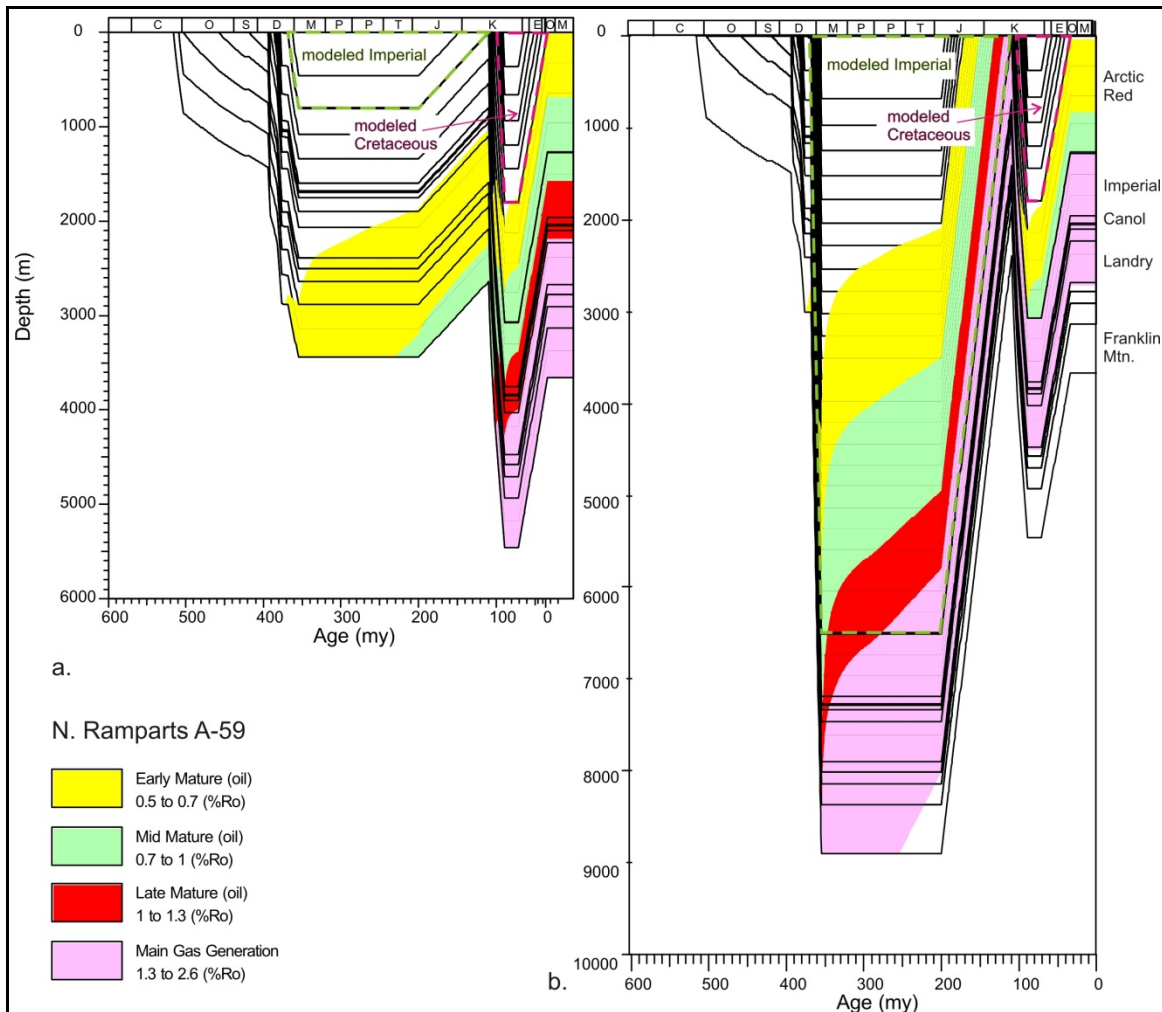 C O S D M P P T J K E O M
0
1000
2000
3000
4000
5000
6000
Depth (m)
600 500 400 300 200 100 0
Age (my)
modeled Imperial
modeled
Cretaceous
a.
N. Ramparts A-59
Early Mature (oil)
0.5 to 0.7 (%Ro)
Mid Mature (oil)
0.7 to 1 (%Ro)
Late Mature (oil)
1 to 1.3 (%Ro)
Main Gas Generation
1.3 to 2.6 (%Ro)
C O S D M P P T J K E O M
0
1000
2000
3000
4000
5000
6000
7000
8000
9000
10000
600 500 400 300 200 100 0
Age (my)
modeled Imperial
modeled
Cretaceous
Arctic
Red
Imperial
Canol
Landry
Franklin
Mtn.
b.